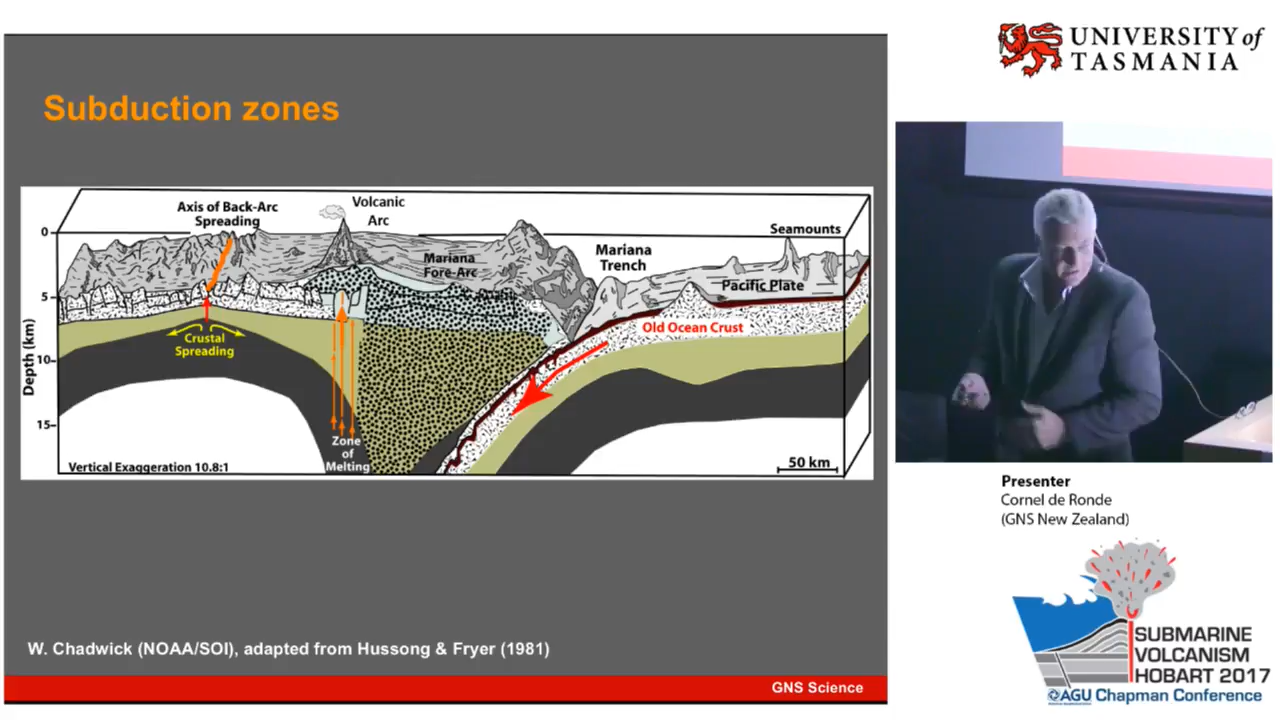 UNIVERSITY of
TASMANIA
Subduction zones
Axis of Back-Arc
Spreading
Volcanic
Arc
Mariana
Fore-Arc
Mariana
Trench
Seamounts
Pacific Plate
Old Ocean Crust
Crustal
Spreading
Zone
of
Melting
Depth (km)
0
5
10
15
Vertical Exaggeration 10.8:1
50 km
W. Chadwick (NOAA/SOI), adapted from Hussong & Fryer (1981)
GNS Science
Presenter
Cornel de Ronde
(GNS New Zealand)
SUBMARINE
VOLCANISM
HOBART 2017
AGU Chapman Conference